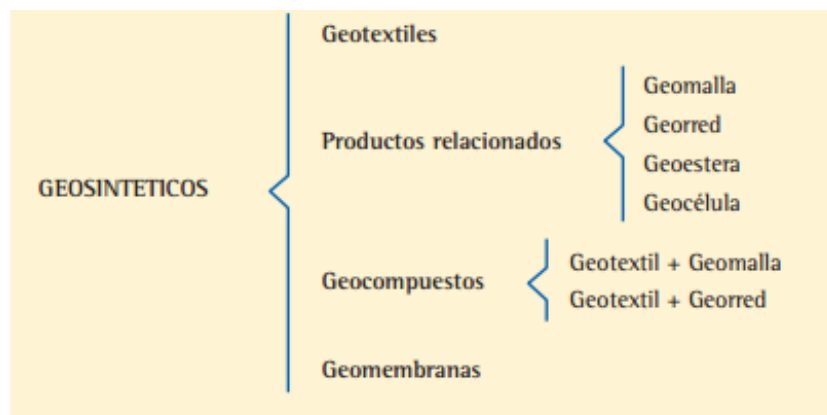 GEOSINTETICOS
Geotextiles
Productos relacionados
Geomalla
Georred
Geoestera
Geocélula
Geocompuestos
Geotextil + Geomalla
Geotextil + Georred
Geomembranas